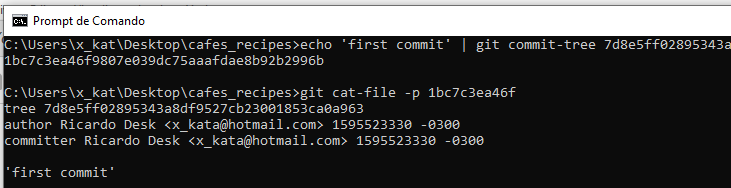 Prompt de Comando
C:\Users\x_kat\Desktop\cafes_recipes>echo 'first commit' | git commit-tree 7d8e5ff02895343a
1bc7c3ea46f9807e039dc75aaafdae8b92b2996b
C:\Users\x_kat\Desktop\cafes_recipes>git cat-file -p 1bc7c3ea46f
tree 7d8e5ff02895343a8df9527cb23001853ca0a963
author Ricardo Desk <x_kata@hotmail.com> 1595523330 -0300
committer Ricardo Desk <x_kata@hotmail.com> 1595523330 -0300
'first commit'